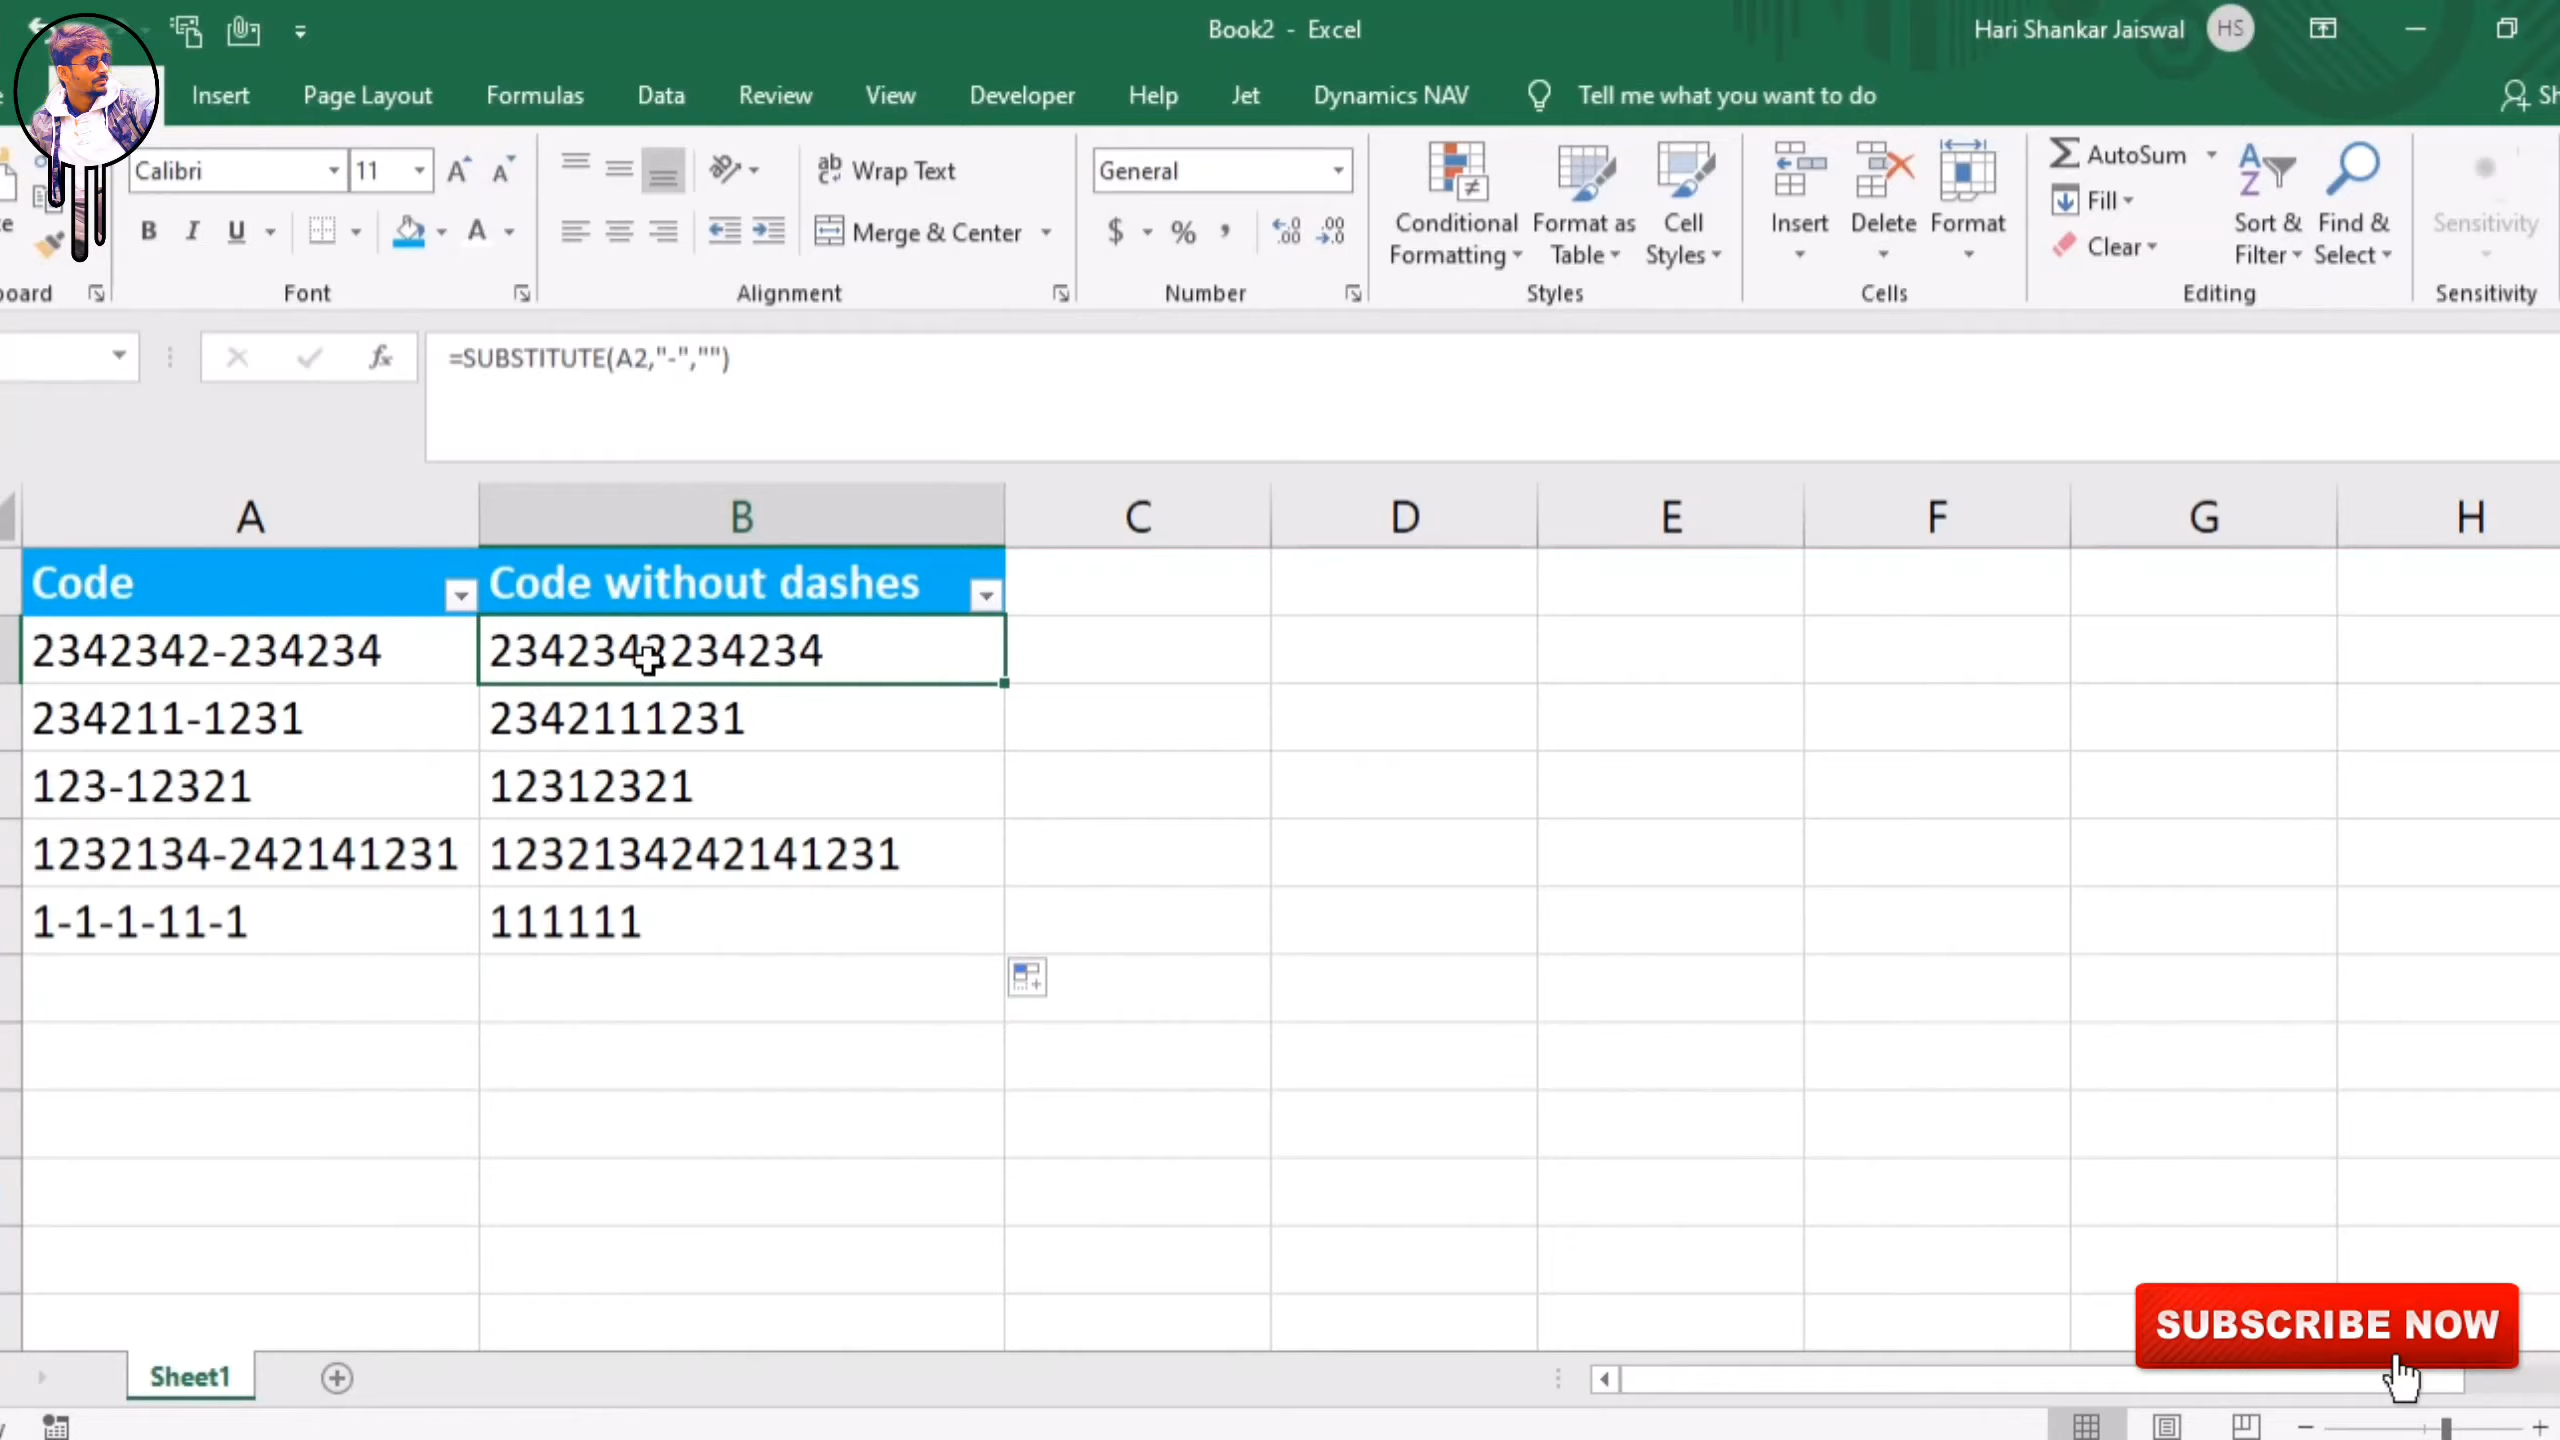 Book2 - Excel
Hari Shankar Jaiswal HS
Insert Page Layout Formulas Data Review View Developer Help Jet Dynamics NAV Tell me what you want to do
Calibri 11 Wrap Text General AutoSum
Fill
B I U A Merge & Center $ % , Conditional Formatting Format as Table Cell Styles Insert Delete Format Sort & Filter Find & Select Sensitivity
Clear
Font Alignment Number Styles Cells Editing Sensitivity
fx =SUBSTITUTE(A2,"-","")
A B C D E F G H
Code Code without dashes
2342342-234234 2342342234234
234211-1231 2342111231
123-12321 12312321
1232134-242141231 1232134242141231
1-1-1-11-1 111111
SUBSCRIBE NOW
Sheet1